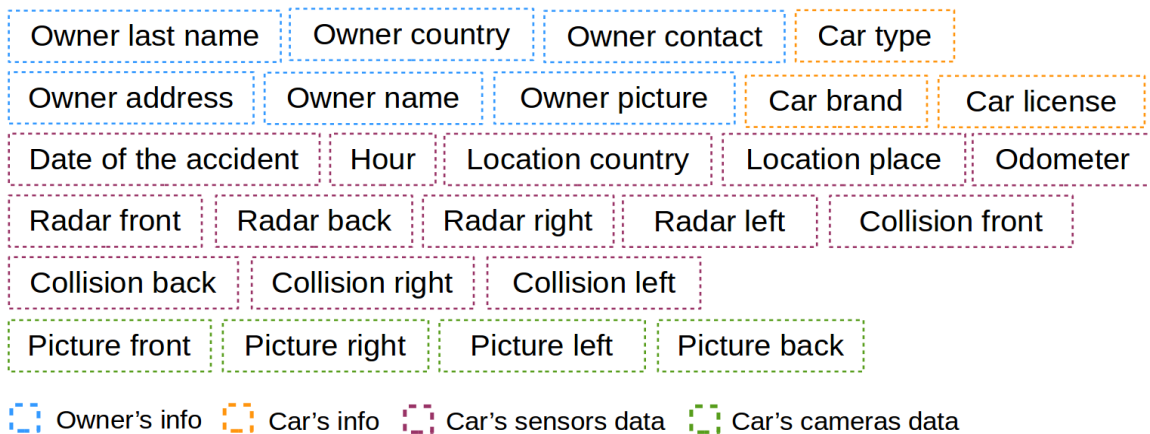 Owner last name Owner country Owner contact Car type
Owner address Owner name Owner picture Car brand Car license
Date of the accident Hour Location country Location place Odometer
Radar front Radar back Radar right Radar left Collision front
Collision back Collision right Collision left
Picture front Picture right Picture left Picture back
Owner's info Car's info Car's sensors data Car's cameras data